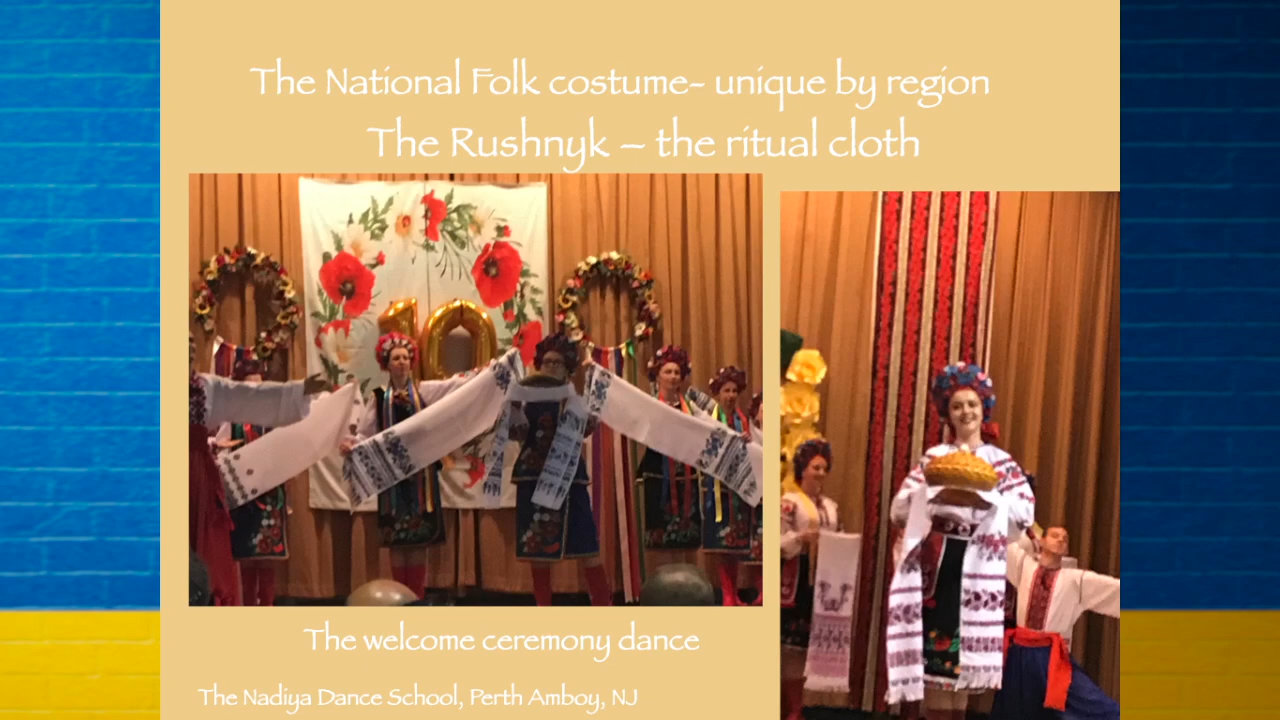 The National Folk costume- unique by region
The Rushnyk – the ritual cloth
10
The welcome ceremony dance
The Nadiya Dance School, Perth Amboy, NJ